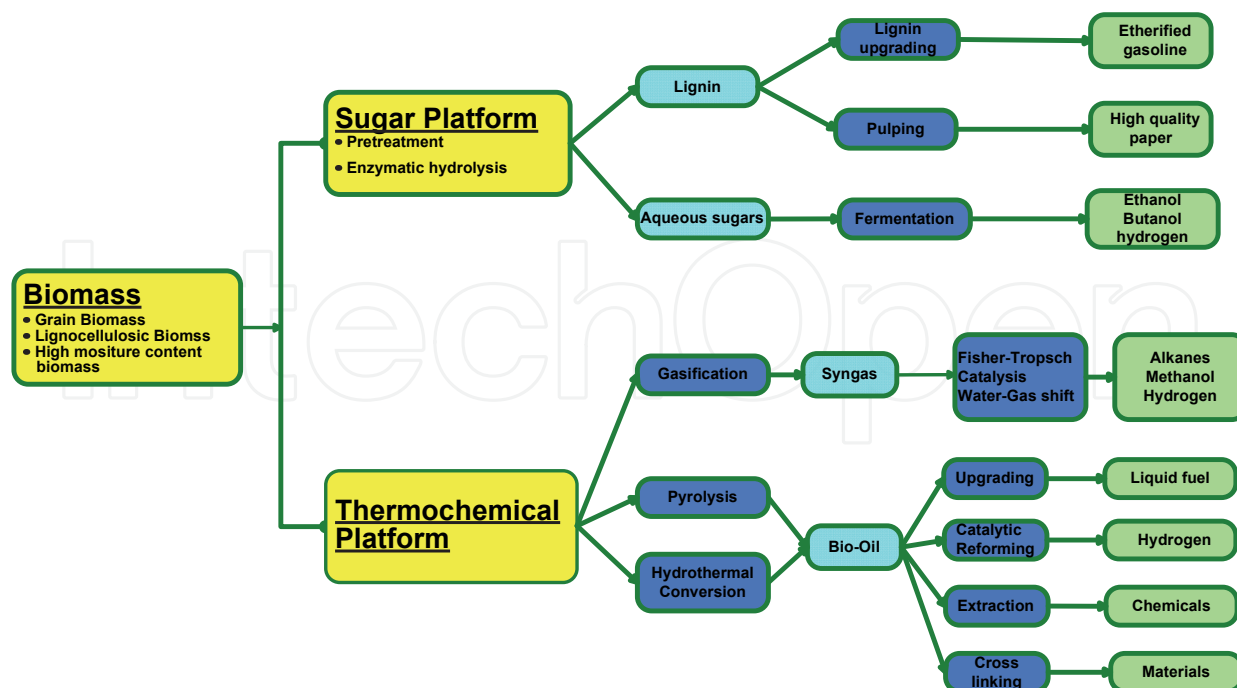 Biomass
• Grain Biomass
• Lignocellulosic Biomss
• High mositure content
biomass
Sugar Platform
• Pretreatment
• Enzymatic hydrolysis
Thermochemical
Platform
Lignin
Aqueous sugars
Lignin
upgrading
Pulping
Fermentation
Etherified
gasoline
High quality
paper
Ethanol
Butanol
hydrogen
Gasification
Syngas
Fisher-Tropsch
Catalysis
Water-Gas shift
Alkanes
Methanol
Hydrogen
Pyrolysis
Hydrothermal
Conversion
Bio-Oil
Upgrading
Liquid fuel
Catalytic
Reforming
Hydrogen
Extraction
Chemicals
Cross
linking
Materials
IntechOpen